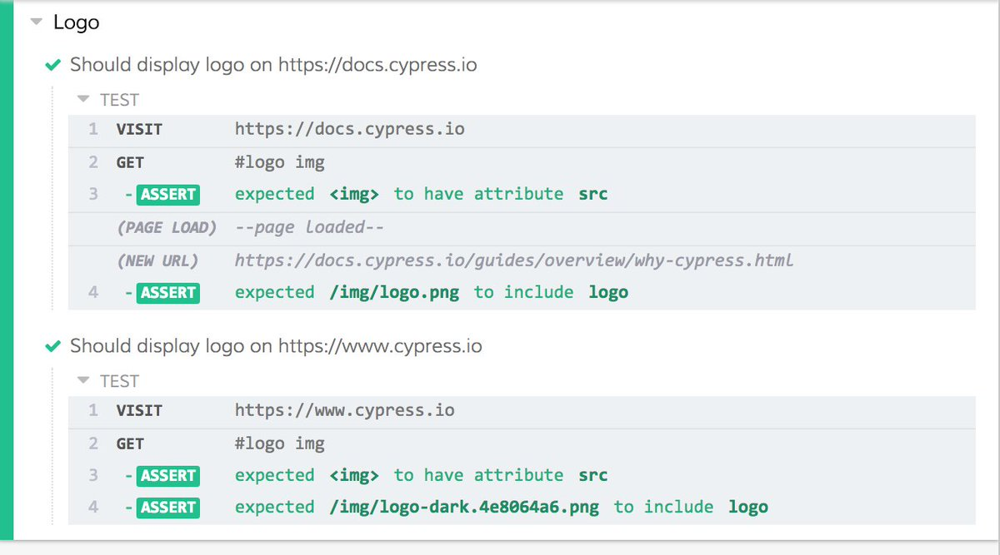 Logo
Should display logo on https://docs.cypress.io
TEST
1 VISIT https://docs.cypress.io
2 GET #logo img
3 - ASSERT expected <img> to have attribute src
(PAGE LOAD) --page loaded--
(NEW URL) https://docs.cypress.io/guides/overview/why-cypress.html
4 - ASSERT expected /img/logo.png to include logo
Should display logo on https://www.cypress.io
TEST
1 VISIT https://www.cypress.io
2 GET #logo img
3 - ASSERT expected <img> to have attribute src
4 - ASSERT expected /img/logo-dark.4e8064a6.png to include logo